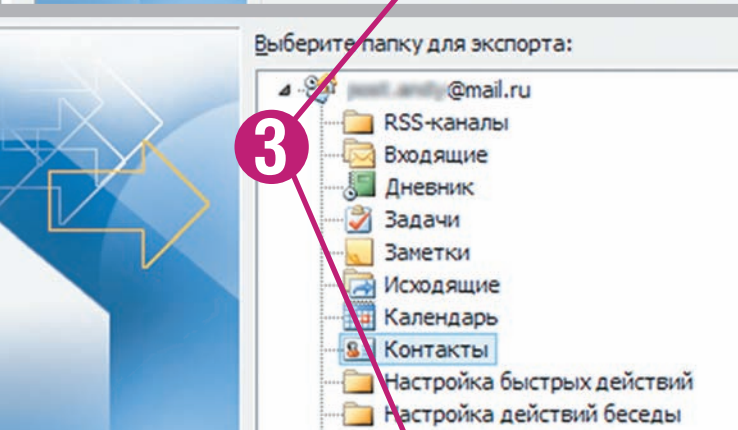 Выберите папку для экспорта:
@mail.ru
RSS-каналы
3
Входящие
Дневник
Задачи
Заметки
Исходящие
Календарь
Контакты
Настройка быстрых действий
Настройка действий беседы